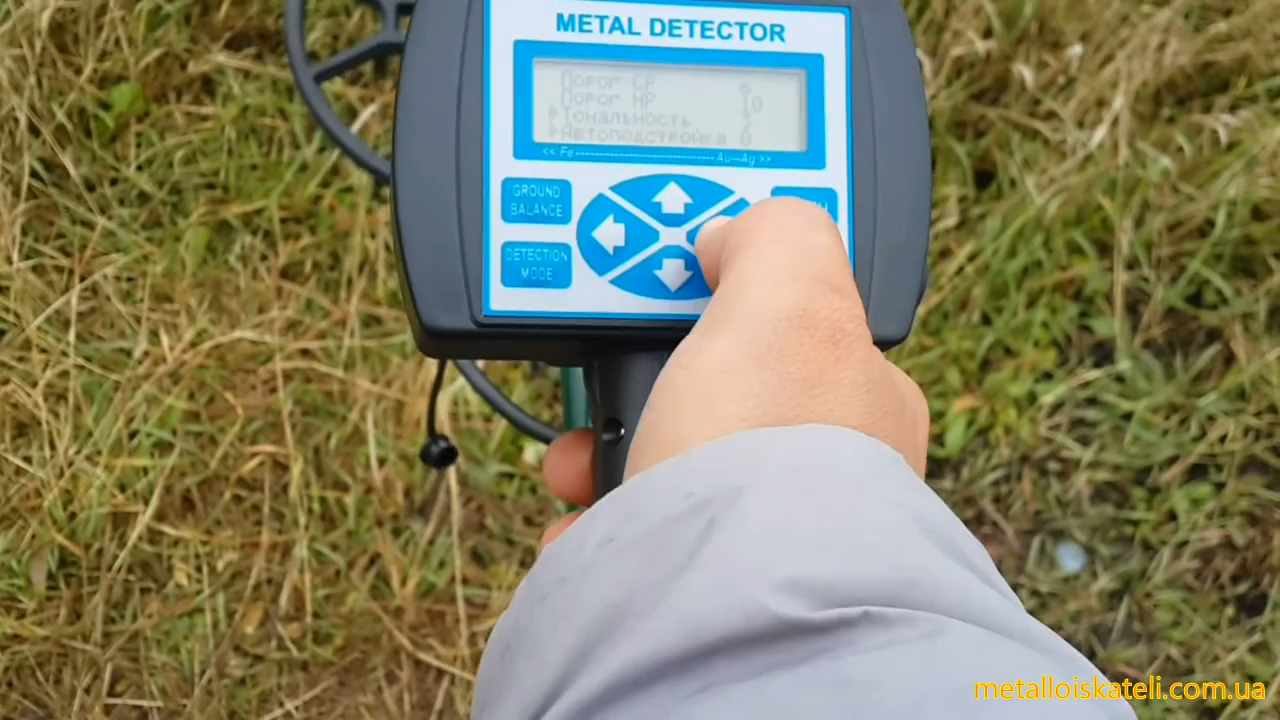 METAL DETECTOR
Порог СР 6
Порог НР 10
Тональность
Автоподстройка 0
<< Fe-----------------------Au--Ag >>
GROUND
BALANCE
DETECTION
MODE
metalloiskateli.com.ua